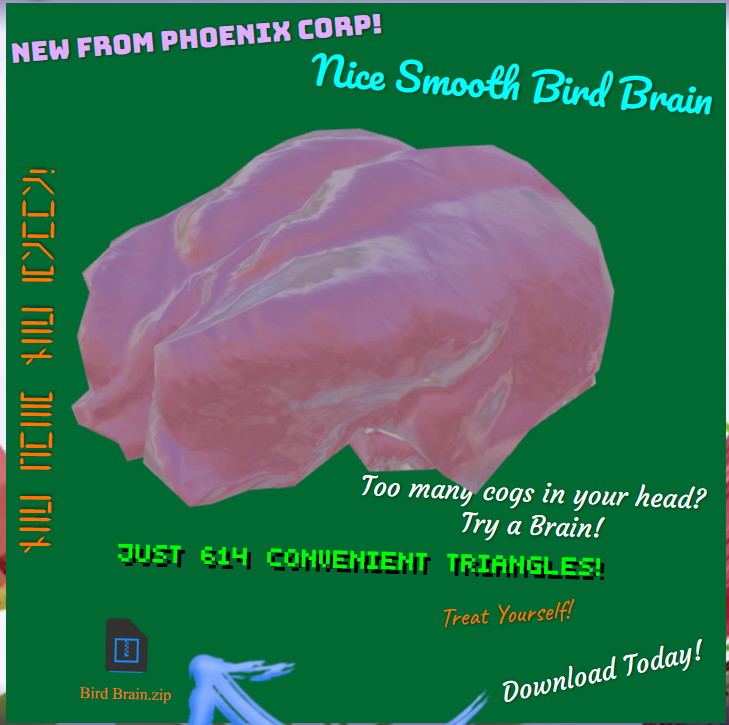 NEW FROM PHOENIX CORP!
Nice Smooth Bird Brain
Too many cogs in your head?
Try a Brain!
JUST 614 CONVENIENT TRIANGLES!
Treat Yourself!
Download Today!
Bird Brain.zip